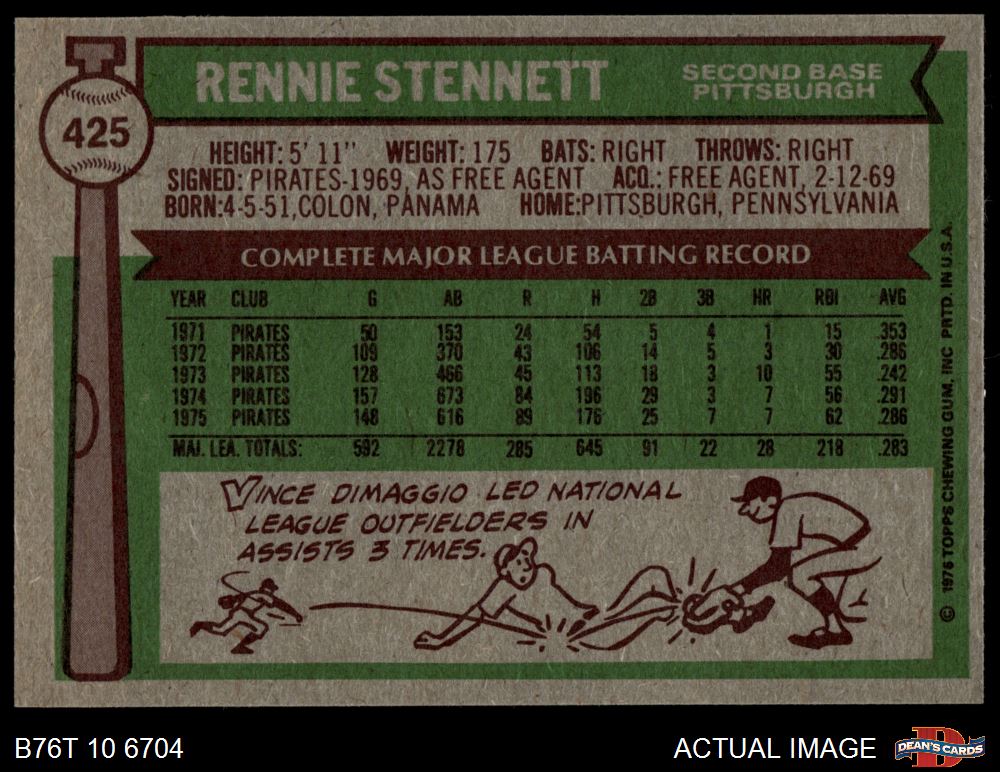 425
RENNIE STENNETT
SECOND BASE
PITTSBURGH
HEIGHT: 5' 11" WEIGHT: 175 BATS: RIGHT THROWS: RIGHT
SIGNED: PIRATES-1969, AS FREE AGENT ACQ.: FREE AGENT, 2-12-69
BORN:4-5-51,COLON, PANAMA HOME:PITTSBURGH, PENNSYLVANIA
COMPLETE MAJOR LEAGUE BATTING RECORD
YEAR CLUB G AB R H 2B 3B HR RBI AVG
1971 PIRATES 50 153 24 54 5 4 1 15 .353
1972 PIRATES 109 370 43 106 14 5 3 30 .286
1973 PIRATES 128 466 45 113 18 3 10 55 .242
1974 PIRATES 157 673 84 196 29 3 7 56 .291
1975 PIRATES 148 616 89 176 25 7 7 62 .286
MAJ. LEA. TOTALS: 592 2278 285 645 91 22 28 218 .283
VINCE DIMAGGIO LED NATIONAL
LEAGUE OUTFIELDERS IN
ASSISTS 3 TIMES.
© 1976 TOPPS CHEWING GUM, INC PRTD. IN U.S.A.
B76T 10 6704
ACTUAL IMAGE
D
DEAN'S CARDS